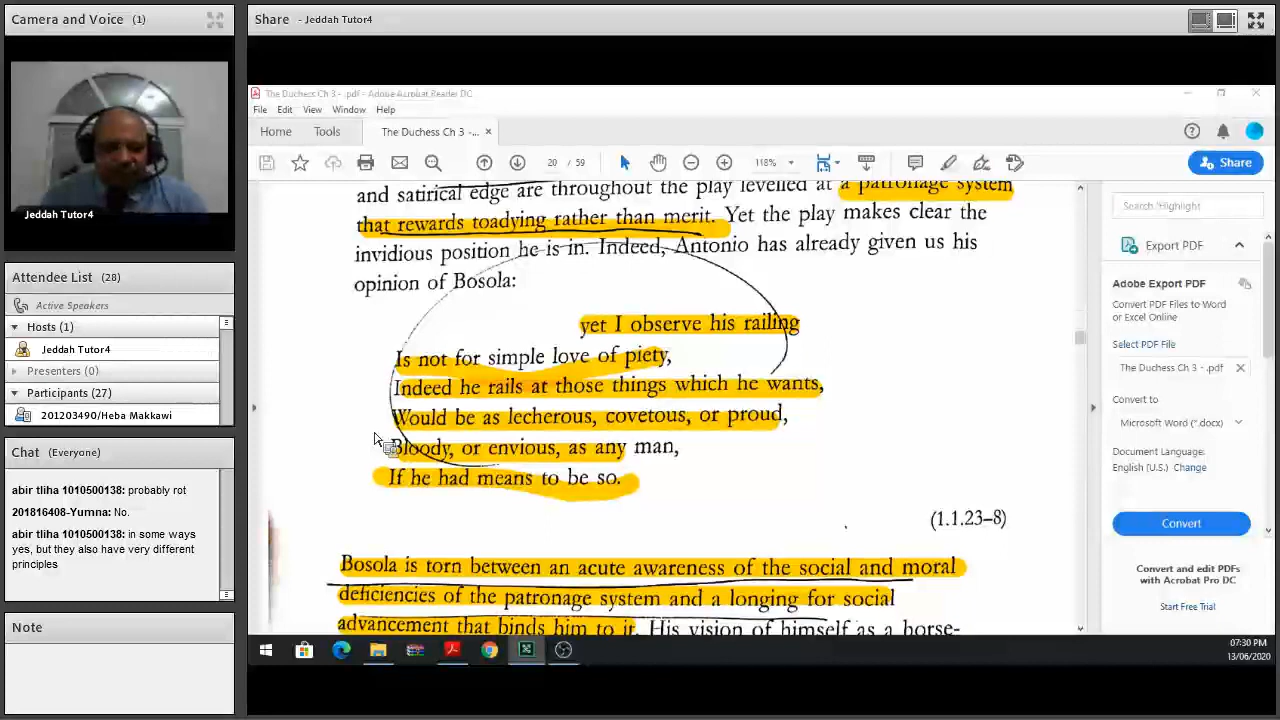 Camera and Voice (1)
Share - Jeddah Tutor4
Jeddah Tutor4
The Duchess Ch 3 - .pdf - Adobe Acrobat Reader DC
File Edit View Window Help
Home Tools The Duchess Ch 3 -... ×
20 / 59 118% Share
and satirical edge are throughout the play levelled at a patronage system
that rewards toadying rather than merit. Yet the play makes clear the
invidious position he is in. Indeed, Antonio has already given us his
opinion of Bosola:
yet I observe his railing
Is not for simple love of piety,
Indeed he rails at those things which he wants,
Would be as lecherous, covetous, or proud,
Bloody, or envious, as any man,
If he had means to be so.
(1.1.23–8)
Bosola is torn between an acute awareness of the social and moral
deficiencies of the patronage system and a longing for social
advancement that binds him to it. His vision of himself as a horse-
Search 'Highlight
Export PDF
Adobe Export PDF
Convert PDF Files to Word
or Excel Online
Select PDF File
The Duchess Ch 3 - .pdf
Convert to
Microsoft Word (*.docx)
Document Language:
English (U.S.) Change
Convert
Convert and edit PDFs
with Acrobat Pro DC
Start Free Trial
Attendee List (28)
Active Speakers
Hosts (1)
Jeddah Tutor4
Presenters (0)
Participants (27)
201203490/Heba Makkawi
Chat (Everyone)
abir tliha 1010500138: probably rot
201816408-Yumna: No.
abir tliha 1010500138: in some ways
yes, but they also have very different
principles
Note
07:30 PM
13/06/2020